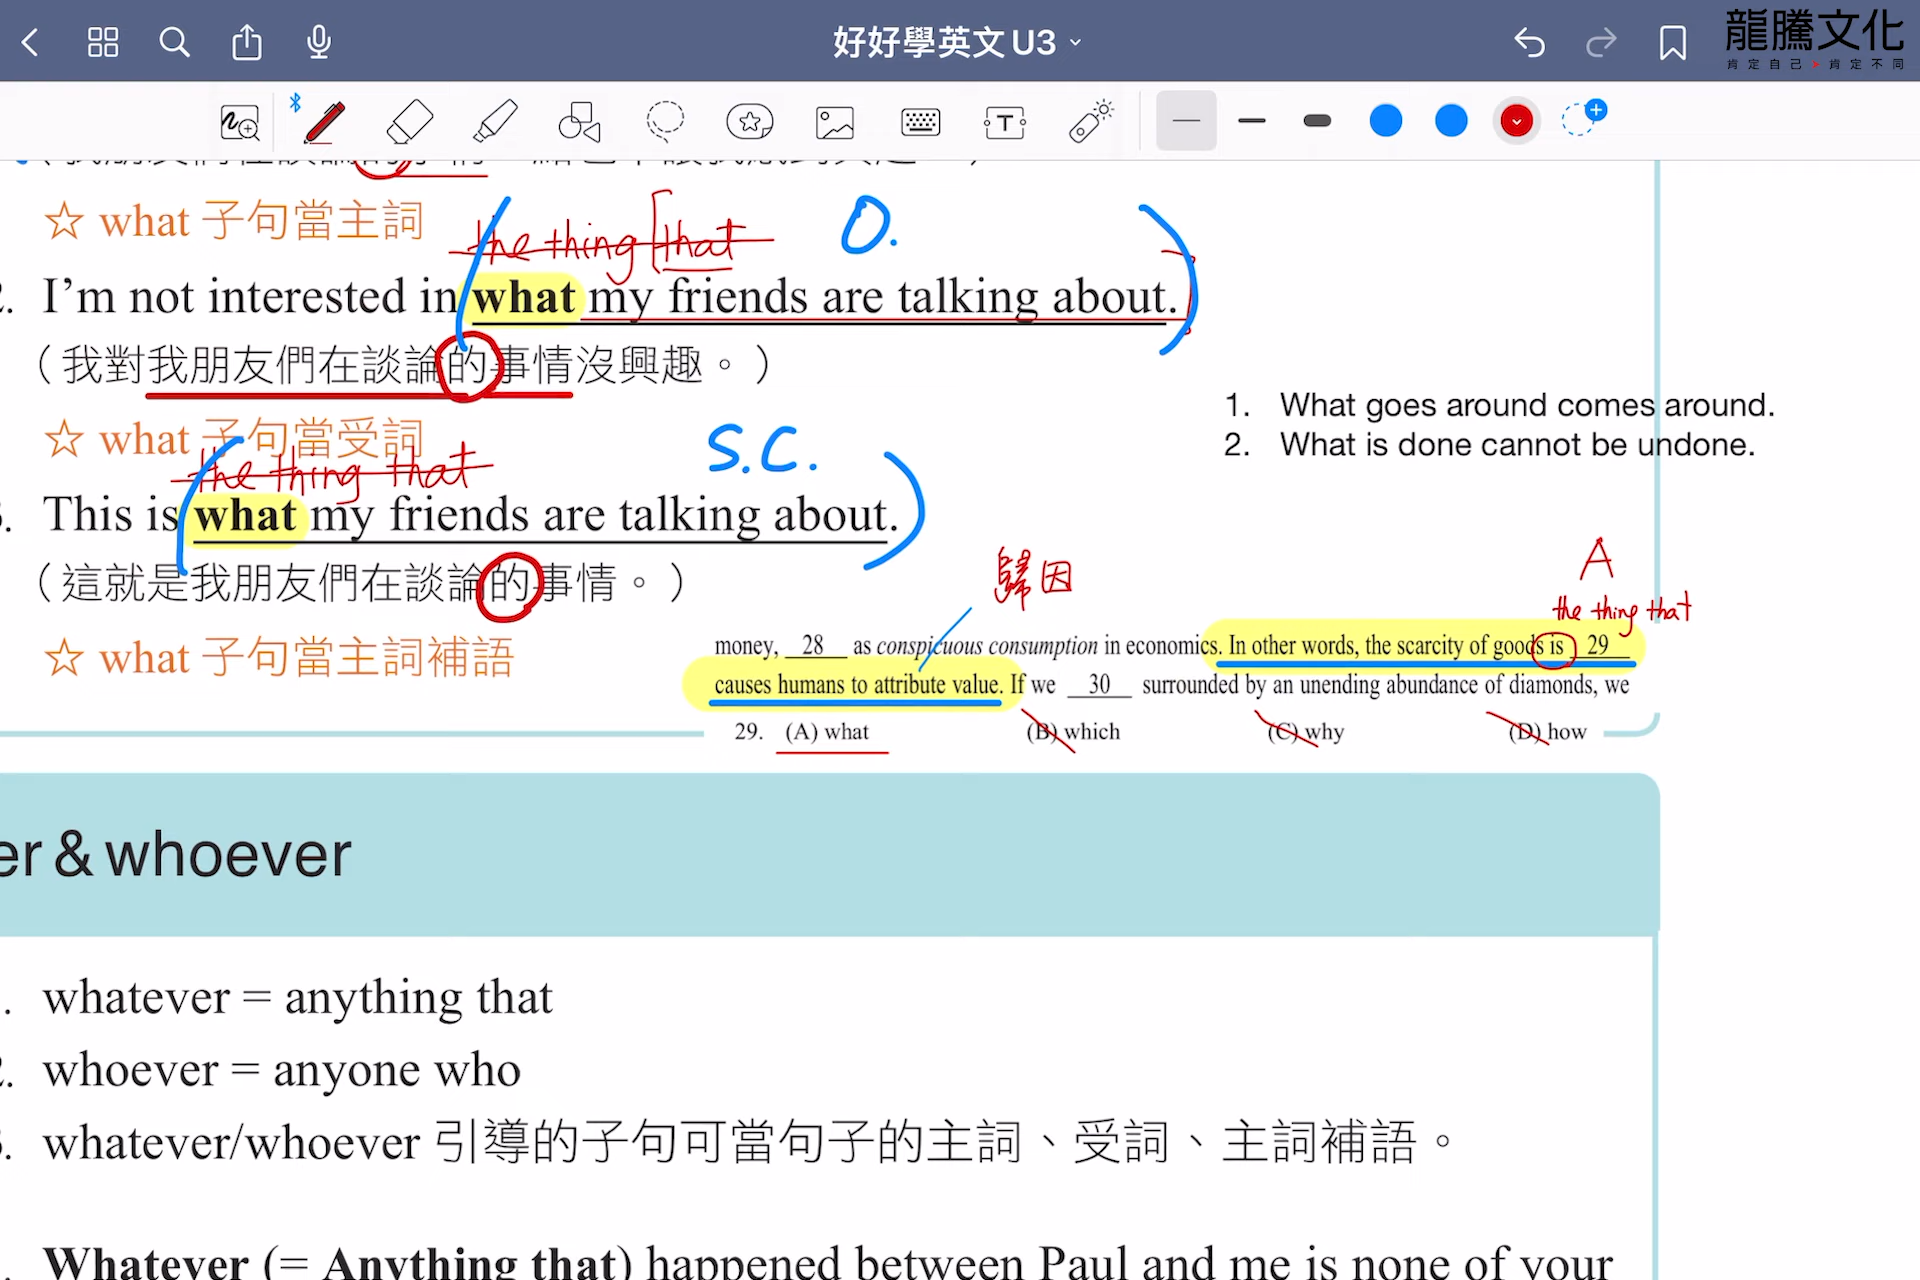 好好學英文 U3
龍騰文化
肯定自己 肯定不同
☆ what 子句當主詞
the thing that
O.
2. I'm not interested in what my friends are talking about.
(我對我朋友們在談論的事情沒興趣。)
☆ what 子句當受詞
the thing that
S.C.
3. This is what my friends are talking about.
(這就是我朋友們在談論的事情。)
☆ what 子句當主詞補語
1. What goes around comes around.
2. What is done cannot be undone.
歸因
A
the thing that
money, 28 as conspicuous consumption in economics. In other words, the scarcity of goods is 29
causes humans to attribute value. If we 30 surrounded by an unending abundance of diamonds, we
29. (A) what (B) which (C) why (D) how
er & whoever
. whatever = anything that
2. whoever = anyone who
3. whatever/whoever 引導的子句可當句子的主詞、受詞、主詞補語。
. Whatever (= Anything that) happened between Paul and me is none of your